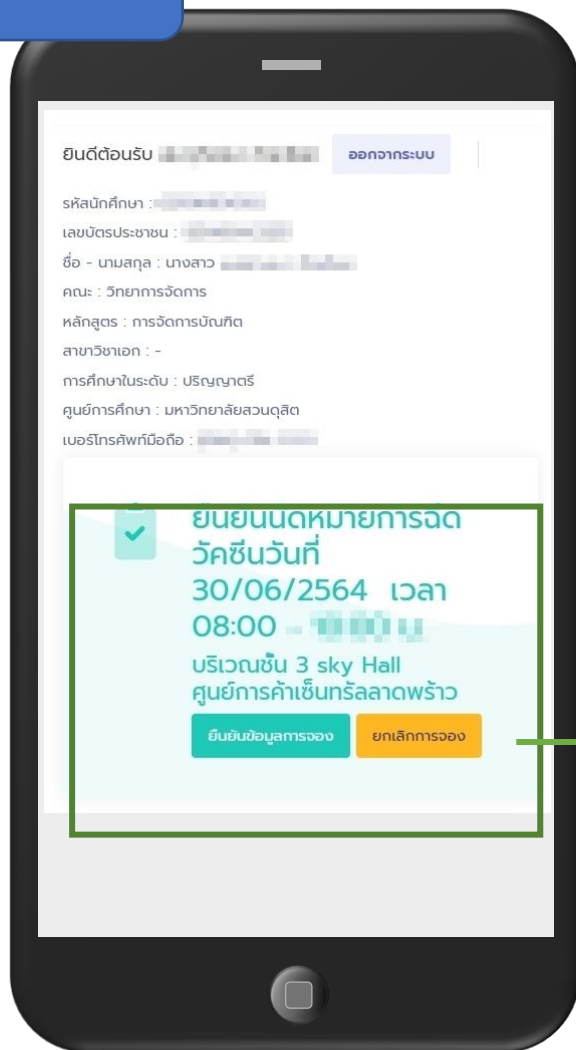 ยินดีต้อนรับ
ออกจากระบบ
รหัสนักศึกษา :
เลขบัตรประชาชน :
ชื่อ - นามสกุล : นางสาว
คณะ : วิทยาการจัดการ
หลักสูตร : การจัดการบัณฑิต
สาขาวิชาเอก : -
การศึกษาในระดับ : ปริญญาตรี
ศูนย์การศึกษา : มหาวิทยาลัยสวนดุสิต
เบอร์โทรศัพท์มือถือ :
ยืนยันนัดหมายการฉีด
วัคซีนวันที่
30/06/2564 เวลา
08:00 -
บริเวณชั้น 3 sky Hall
ศูนย์การค้าเซ็นทรัลลาดพร้าว
ยืนยันข้อมูลการจอง
ยกเลิกการจอง